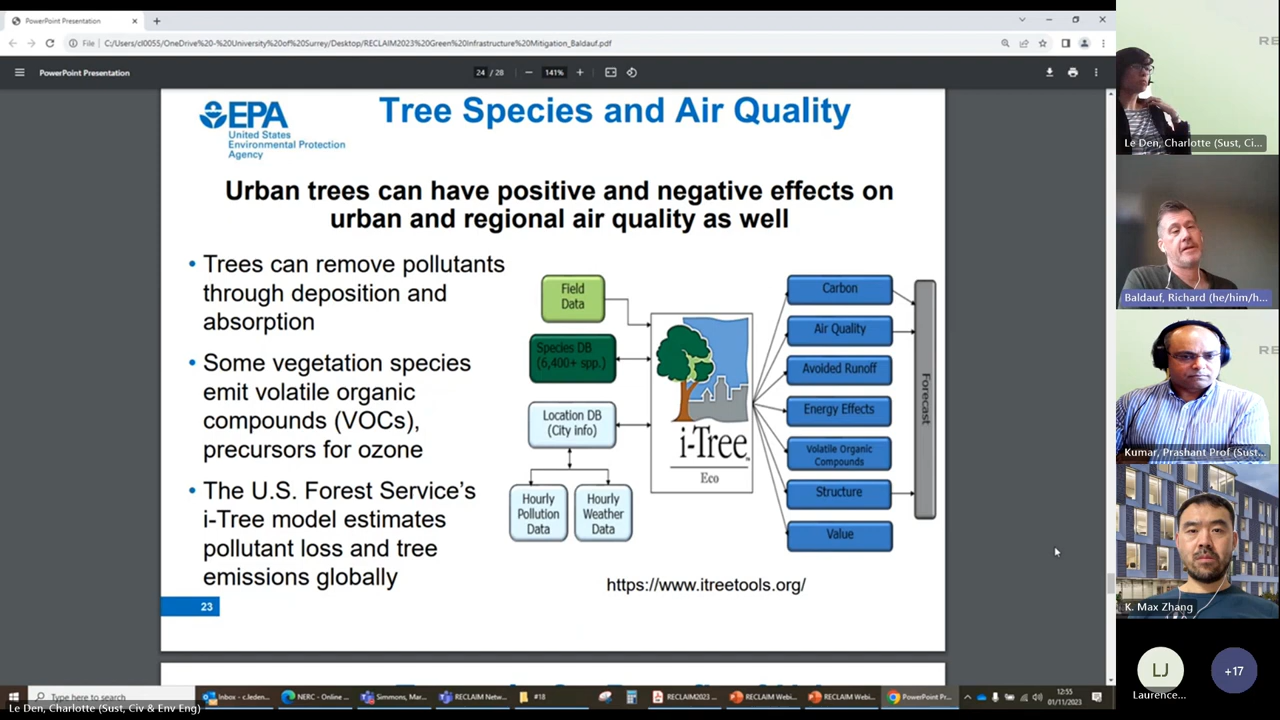 PowerPoint Presentation
File
C:/Users/cl0055/OneDrive%20-%20University%20of%20Surrey/Desktop/RECLAIM2023%20Green%20Infrastructure%20Mitigation_Baldauf.pdf
PowerPoint Presentation
24 / 28
141%
EPA
United States
Environmental Protection
Agency
Tree Species and Air Quality
Urban trees can have positive and negative effects on
urban and regional air quality as well
• Trees can remove pollutants
through deposition and
absorption
• Some vegetation species
emit volatile organic
compounds (VOCs),
precursors for ozone
• The U.S. Forest Service's
i-Tree model estimates
pollutant loss and tree
emissions globally
Field
Data
Species DB
(6,400+ spp.)
Location DB
(City info)
Hourly
Pollution
Data
Hourly
Weather
Data
i-Tree
Eco
Carbon
Air Quality
Avoided Runoff
Energy Effects
Volatile Organic
Compounds
Structure
Value
Forecast
https://www.itreetools.org/
23
Type here to search
Inbox - c.leden...
NERC - Online ...
Simmons, Mar...
RECLAIM Netw...
#18
RECLAIM2023 ...
RECLAIM Webi...
RECLAIM Webi...
PowerPoint Pr...
12:55
01/11/2023
Le Den, Charlotte (Sust, Civ & Env Eng)
RE
Le Den, Charlotte (Sust, Ci...
Baldauf, Richard (he/him/h...
RE
Kumar, Prashant Prof (Sust...
K. Max Zhang
LJ
Laurence...
+17